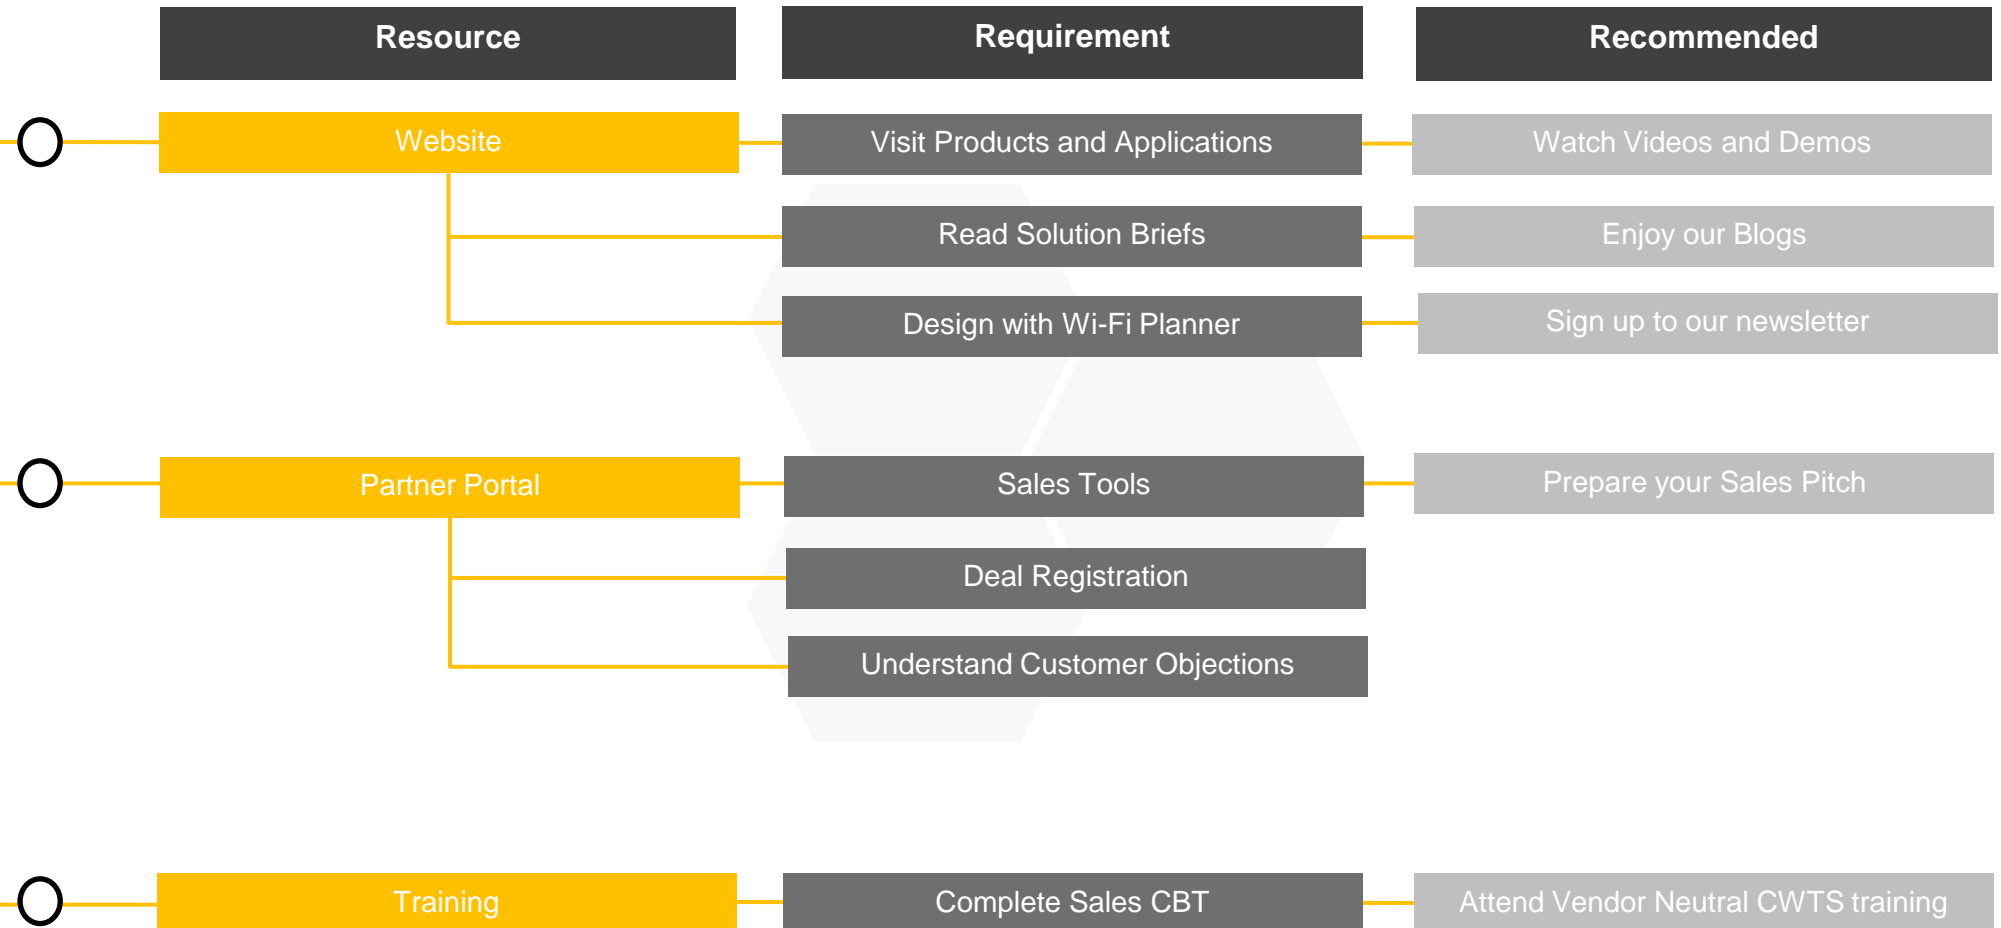 Resource
Requirement
Recommended
Website
Visit Products and Applications
Watch Videos and Demos
Read Solution Briefs
Enjoy our Blogs
Design with Wi-Fi Planner
Sign up to our newsletter
Partner Portal
Sales Tools
Prepare your Sales Pitch
Deal Registration
Understand Customer Objections
Training
Complete Sales CBT
Attend Vendor Neutral CWTS training